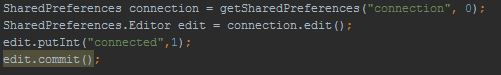 SharedPreferences connection = getSharedPreferences("connection", 0);
SharedPreferences.Editor edit = connection.edit();
edit.putInt("connected",1);
edit.commit();